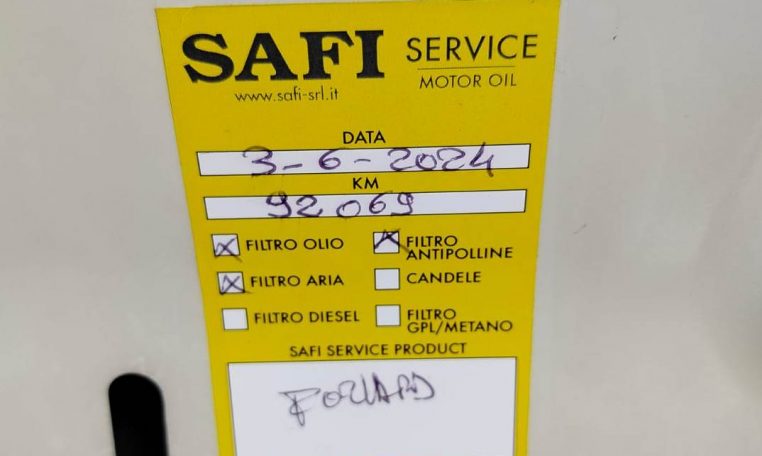 SAFI SERVICE
MOTOR OIL
www.safi-srl.it
DATA
3-6-2024
KM
92069
FILTRO OLIO
FILTRO ANTIPOLLINE
FILTRO ARIA
CANDELE
FILTRO DIESEL
FILTRO GPL/METANO
SAFI SERVICE PRODUCT